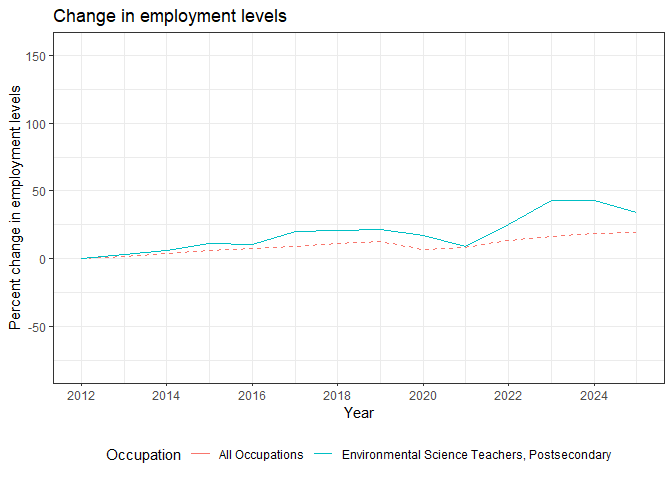 Change in employment levels
Percent change in employment levels
150
100
50
0
-50
2012 2014 2016 2018 2020 2022 2024
Year
Occupation All Occupations Environmental Science Teachers, Postsecondary